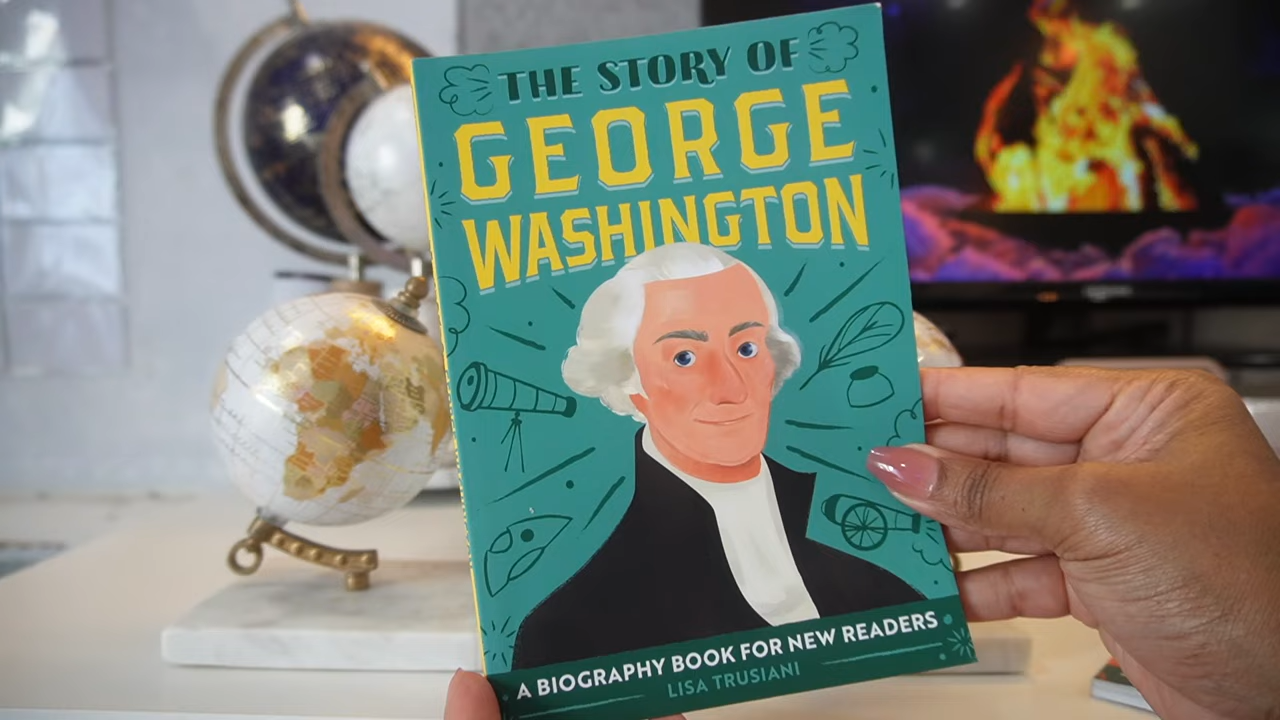 THE STORY OF
GEORGE
WASHINGTON
A BIOGRAPHY BOOK FOR NEW READERS
LISA TRUSIANI